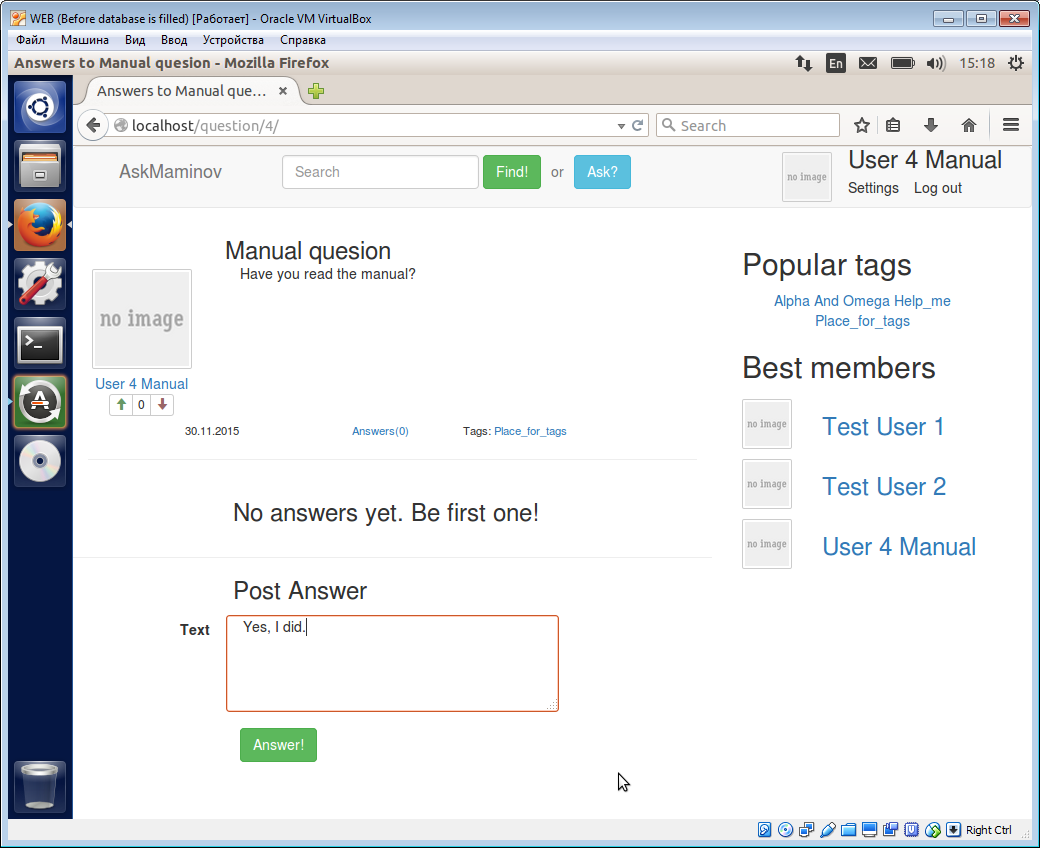 WEB (Before database is filled) [Работает] - Oracle VM VirtualBox
Файл Машина Вид Ввод Устройства Справка
Answers to Manual quesion - Mozilla Firefox En 15:18
Answers to Manual que...
localhost/question/4/ Search
AskMaminov Search Find! or Ask? no image User 4 Manual
Settings Log out
Manual quesion
Have you read the manual?
no image
User 4 Manual
0
30.11.2015 Answers(0) Tags: Place_for_tags
No answers yet. Be first one!
Post Answer
Text Yes, I did.
Answer!
Popular tags
Alpha And Omega Help_me
Place_for_tags
Best members
no image Test User 1
no image Test User 2
no image User 4 Manual
Right Ctrl